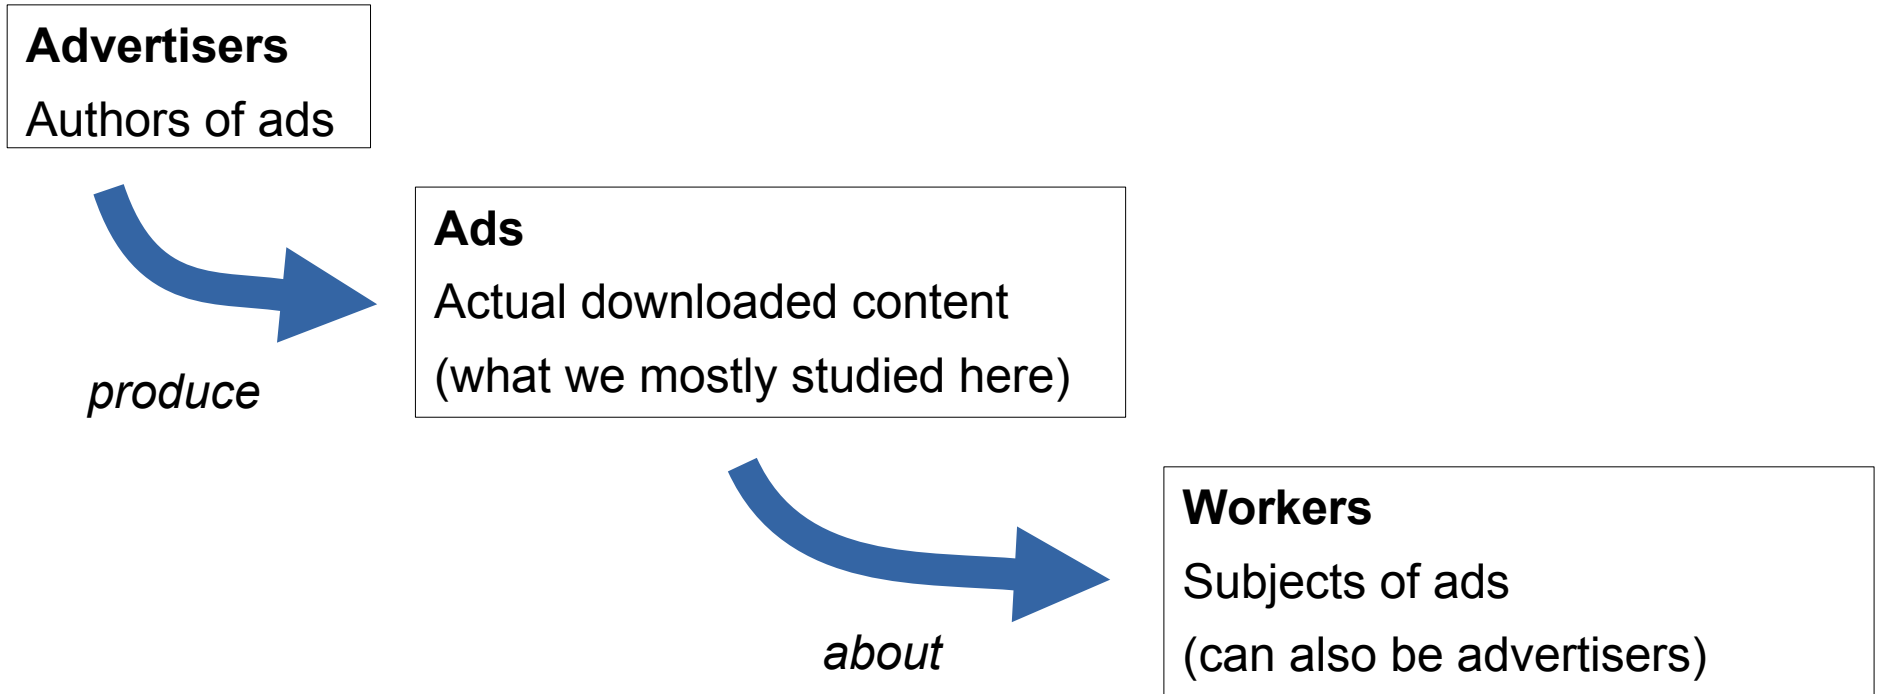 Advertisers
Authors of ads
produce
Ads
Actual downloaded content
(what we mostly studied here)
about
Workers
Subjects of ads
(can also be advertisers)